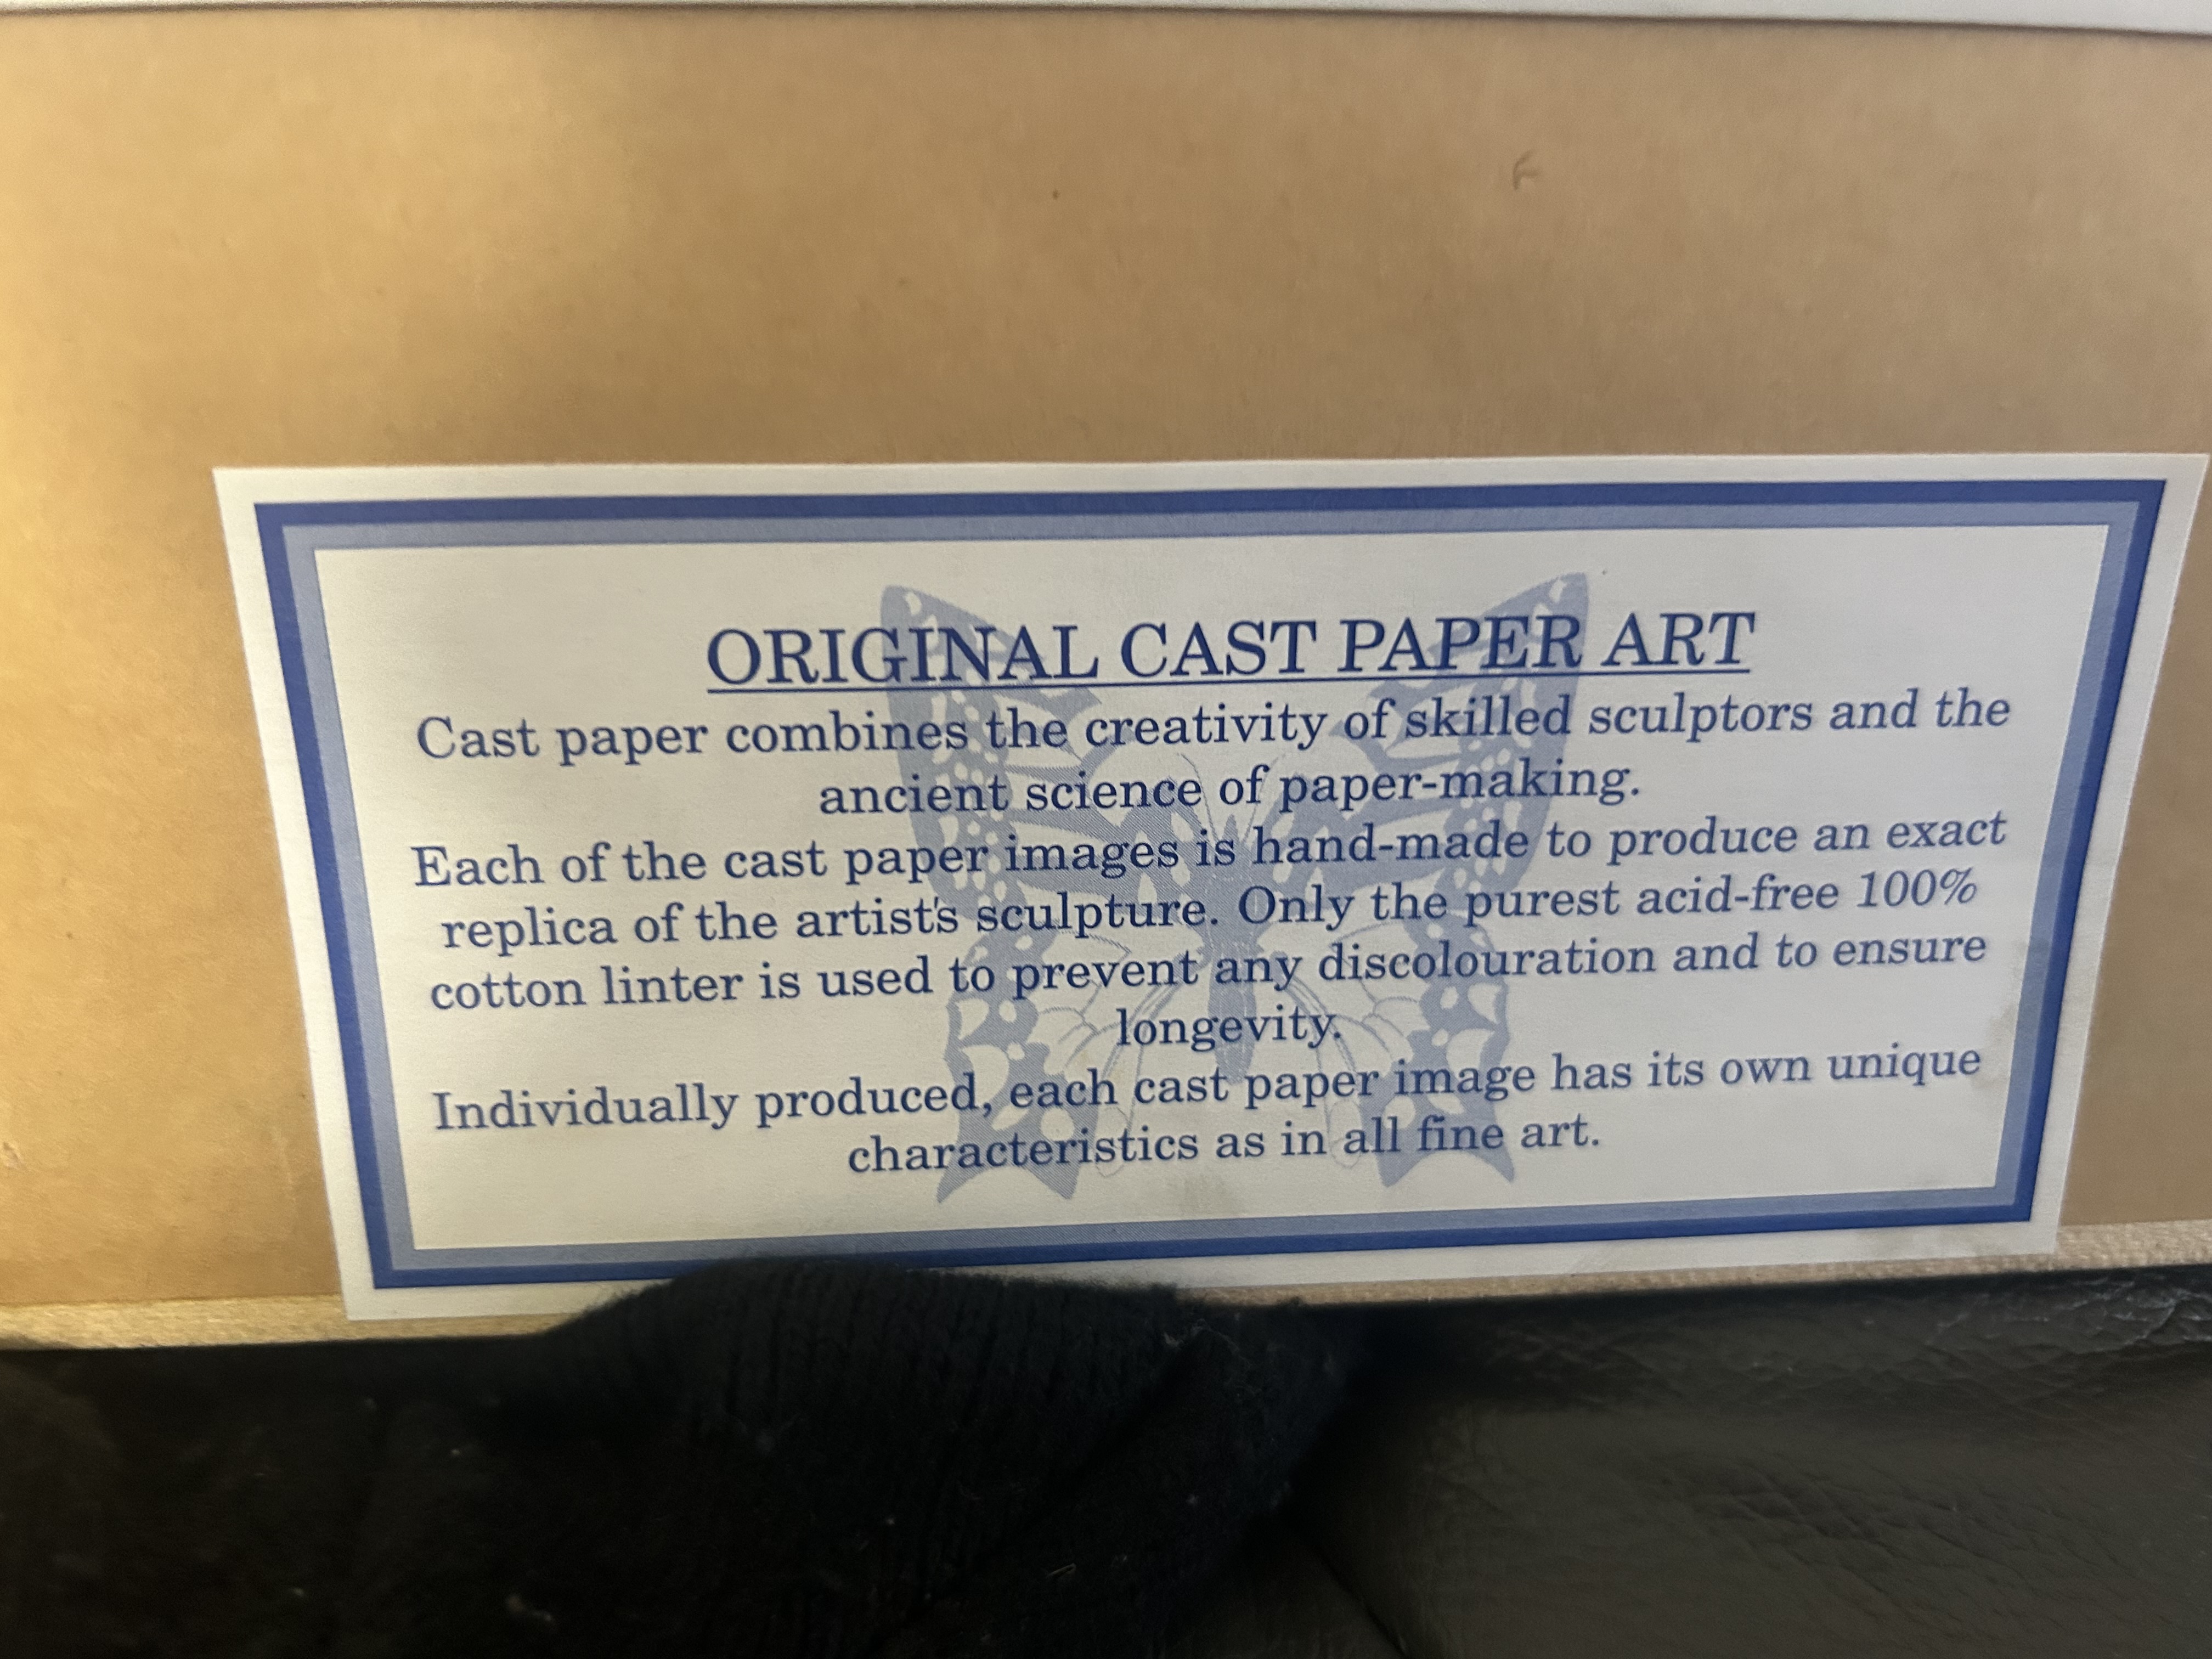 ORIGINAL CAST PAPER ART
Cast paper combines the creativity of skilled sculptors and the
ancient science of paper-making.
Each of the cast paper images is hand-made to produce an exact
replica of the artist's sculpture. Only the purest acid-free 100%
cotton linter is used to prevent any discolouration and to ensure
longevity.
Individually produced, each cast paper image has its own unique
characteristics as in all fine art.